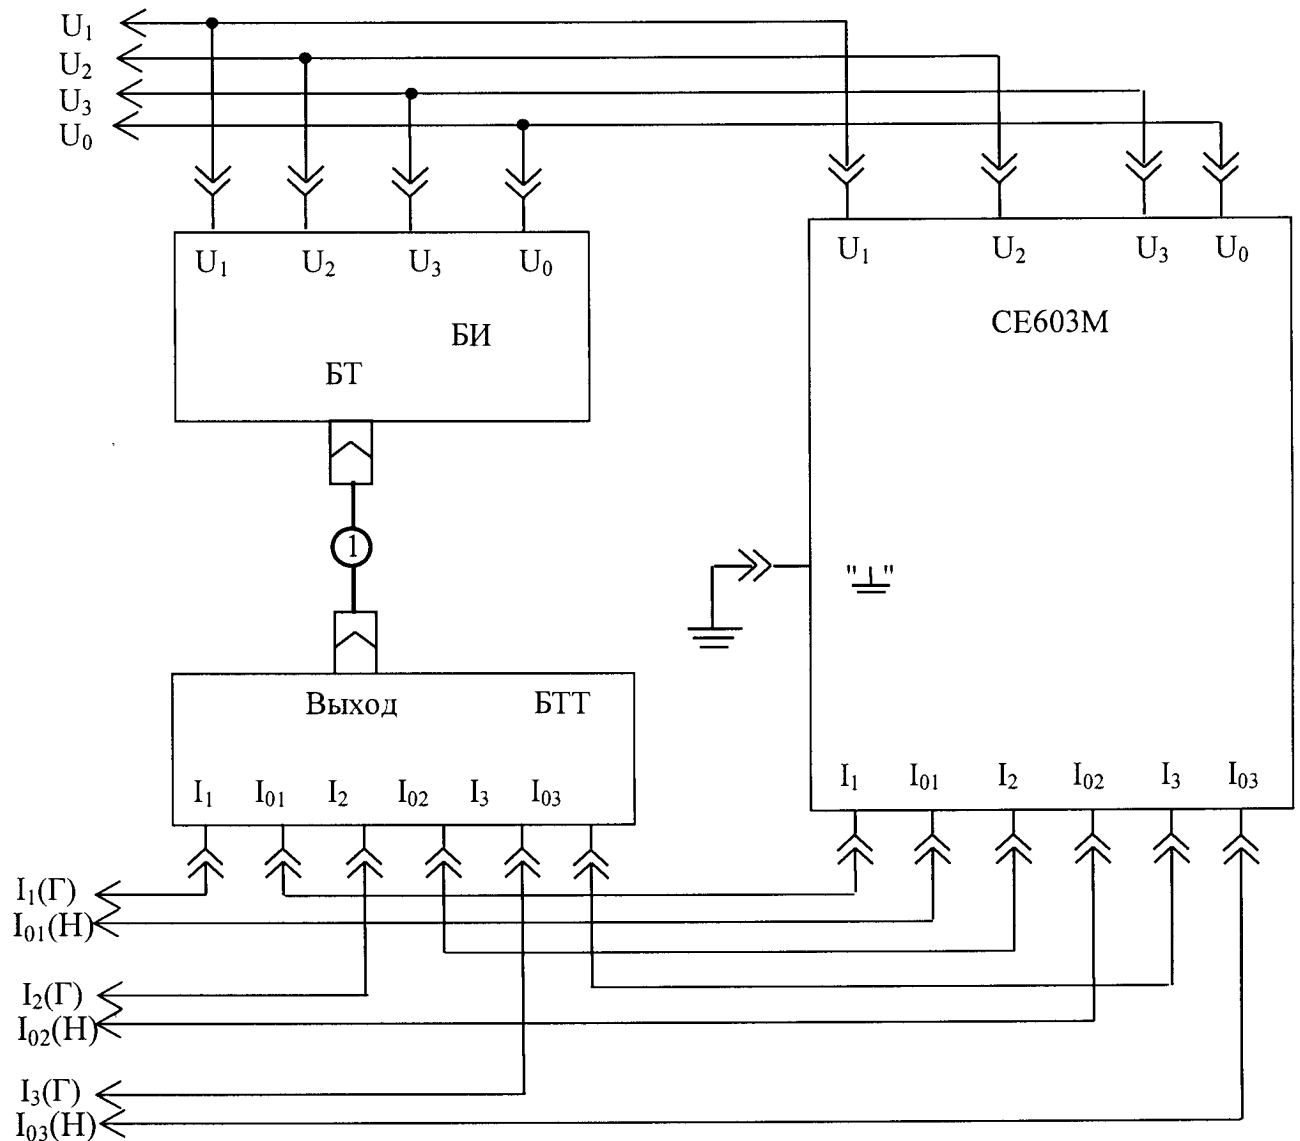 U₁
U₂
U₃
U₀
U₁ U₂ U₃ U₀
U₁ U₂ U₃ U₀
БИ
БТ
СЕ603М
1
"⏚"
Выход БТТ
I₁ I₀₁ I₂ I₀₂ I₃ I₀₃
I₁ I₀₁ I₂ I₀₂ I₃ I₀₃
I₁(Г)
I₀₁(Н)
I₂(Г)
I₀₂(Н)
I₃(Г)
I₀₃(Н)